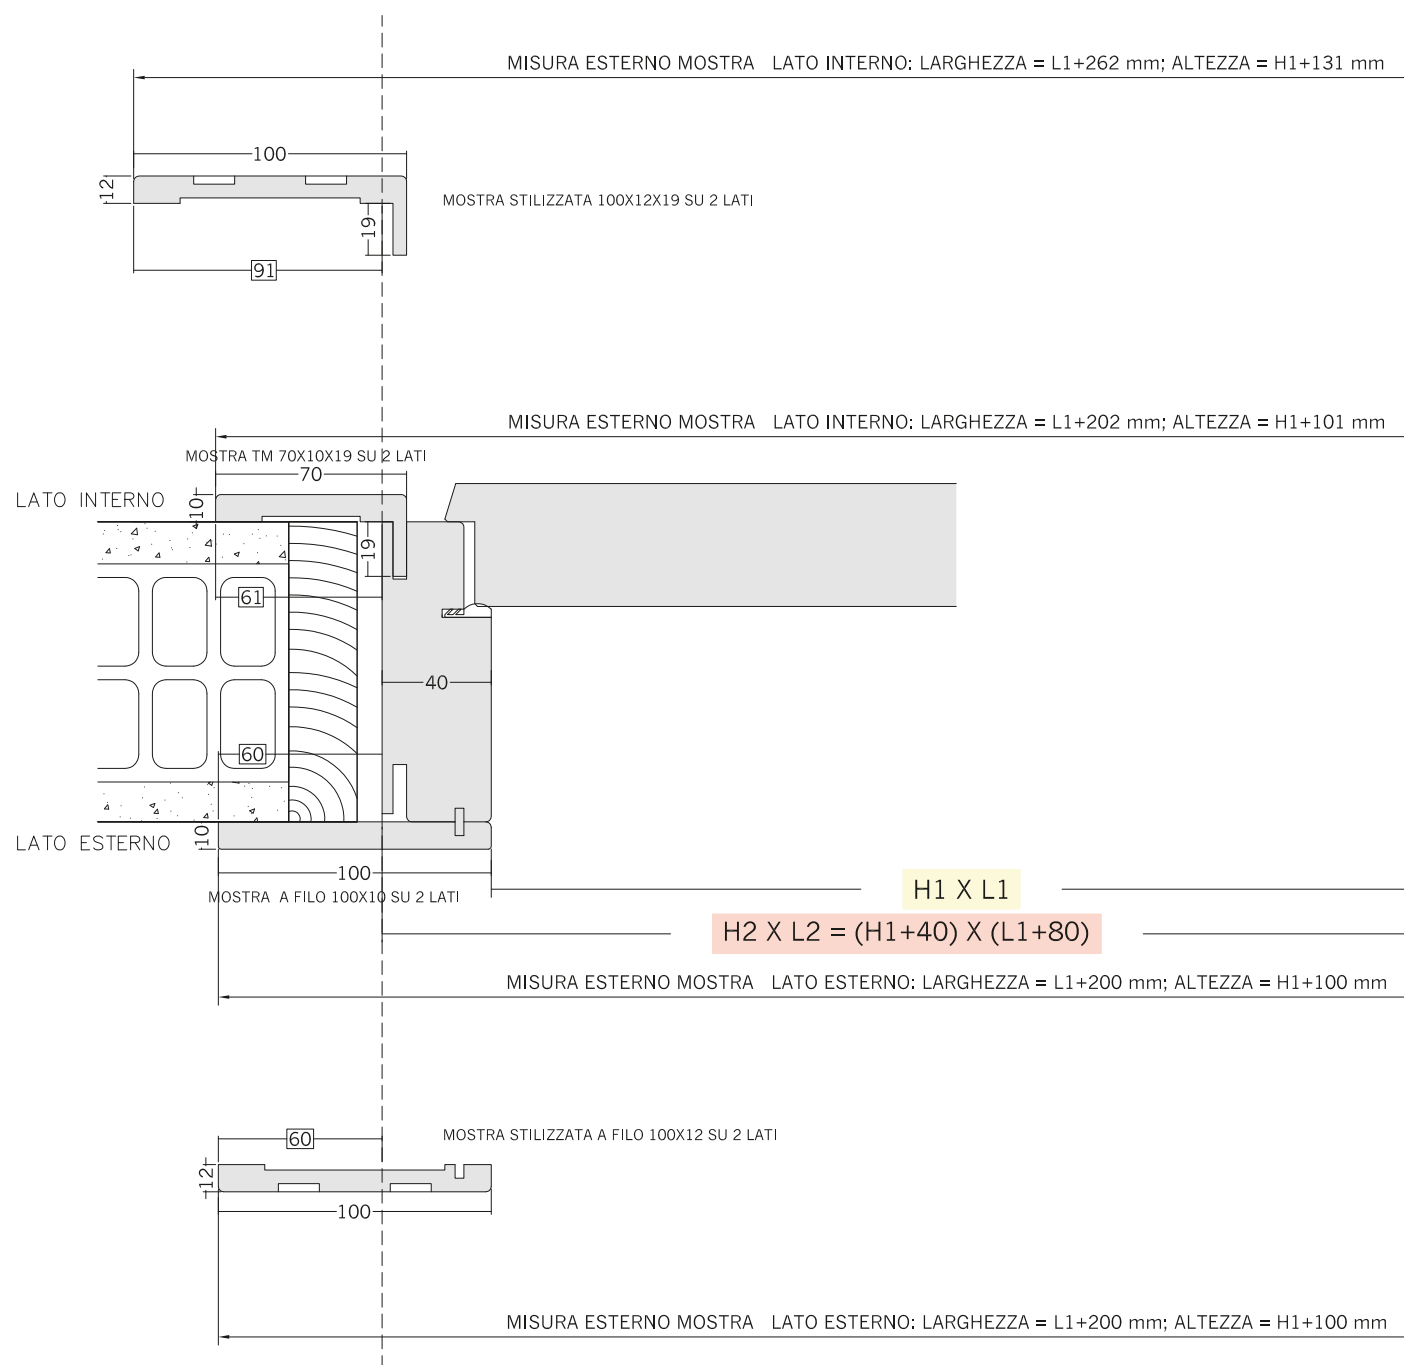 MISURA ESTERNO MOSTRA LATO INTERNO: LARGHEZZA = L1+262 mm; ALTEZZA = H1+131 mm
100
12
MOSTRA STILIZZATA 100X12X19 SU 2 LATI
19
91
MISURA ESTERNO MOSTRA LATO INTERNO: LARGHEZZA = L1+202 mm; ALTEZZA = H1+101 mm
MOSTRA TM 70X10X19 SU 2 LATI
70
LATO INTERNO
10
19
61
40
60
10
LATO ESTERNO
100
MOSTRA A FILO 100X10 SU 2 LATI
H1 X L1
H2 X L2 = (H1+40) X (L1+80)
MISURA ESTERNO MOSTRA LATO ESTERNO: LARGHEZZA = L1+200 mm; ALTEZZA = H1+100 mm
60
MOSTRA STILIZZATA A FILO 100X12 SU 2 LATI
12
100
MISURA ESTERNO MOSTRA LATO ESTERNO: LARGHEZZA = L1+200 mm; ALTEZZA = H1+100 mm